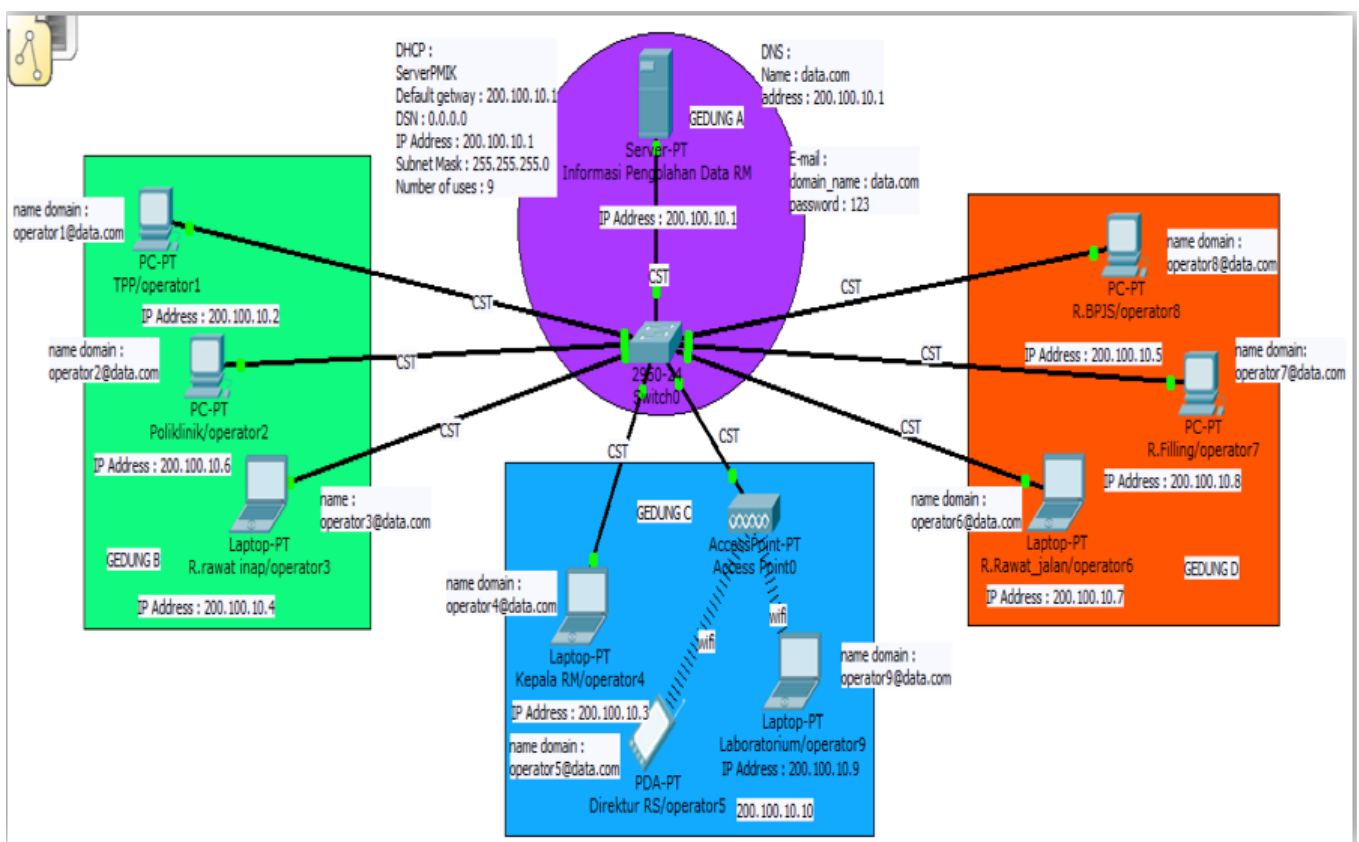 DHCP :
ServerPMIK
Default getway : 200.100.10.1
DSN : 0.0.0.0
IP Address : 200.100.10.1
Subnet Mask : 255.255.255.0
Number of uses : 9
DNS :
Name : data.com
address : 200.100.10.1
GEDUNG A
Server-PT
Informasi Pengolahan Data RM
E-mail :
domain_name : data.com
password : 123
IP Address : 200.100.10.1
CST
2950-24
Switch0
name domain :
operator1@data.com
PC-PT
TPP/operator1
IP Address : 200.100.10.2
CST
name domain :
operator2@data.com
PC-PT
Poliklinik/operator2
IP Address : 200.100.10.6
CST
name :
operator3@data.com
Laptop-PT
R.rawat inap/operator3
GEDUNG B
IP Address : 200.100.10.4
CST
CST
CST
GEDUNG C
AccessPoint-PT
Access Point0
name domain :
operator4@data.com
Laptop-PT
Kepala RM/operator4
IP Address : 200.100.10.3
wifi
wifi
name domain :
operator5@data.com
PDA-PT
Direktur RS/operator5
200.100.10.10
name domain :
operator9@data.com
Laptop-PT
Laboratorium/operator9
IP Address : 200.100.10.9
CST
name domain :
operator8@data.com
PC-PT
R.BPJS/operator8
IP Address : 200.100.10.5
CST
name domain:
operator7@data.com
PC-PT
R.Filling/operator7
IP Address : 200.100.10.8
CST
name domain :
operator6@data.com
Laptop-PT
R.Rawat_jalan/operator6
IP Address : 200.100.10.7
GEDUNG D